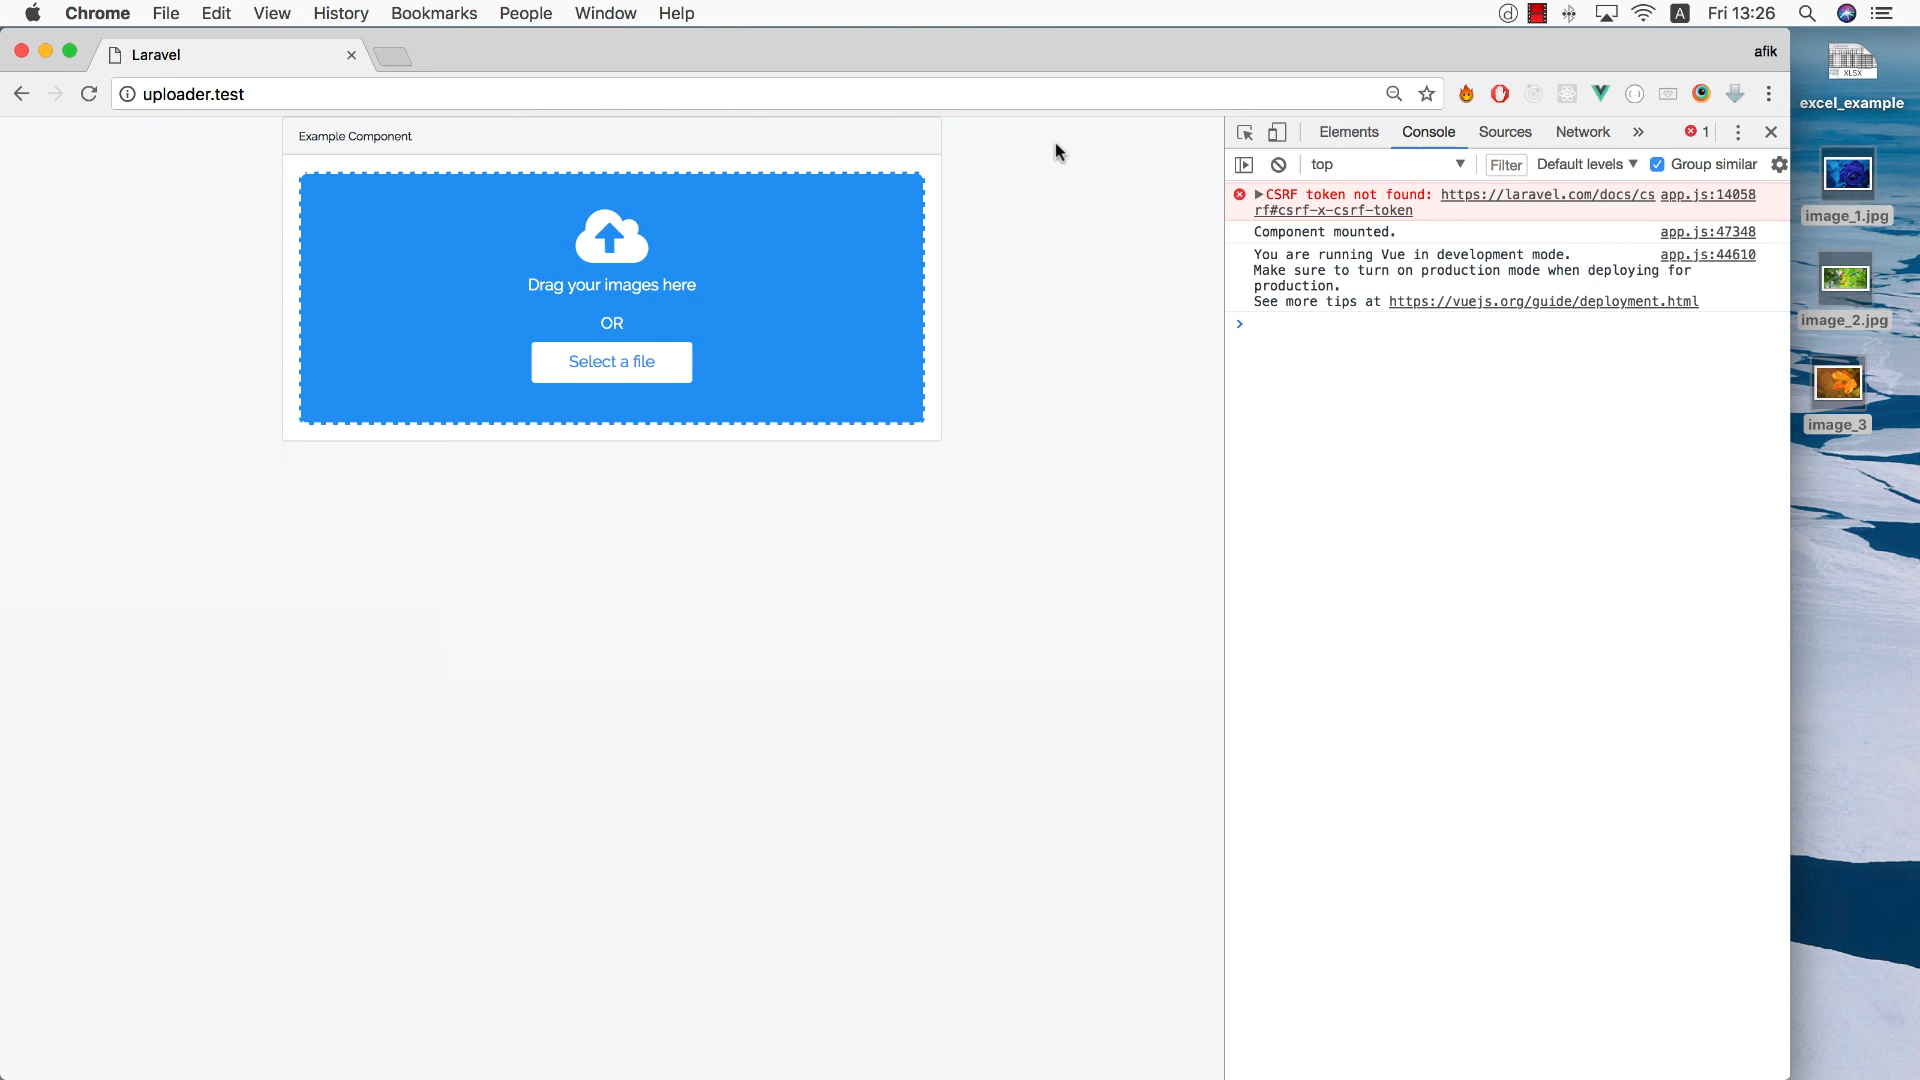 Chrome File Edit View History Bookmarks People Window Help
A Fri 13:26
Laravel
afik
uploader.test
Example Component
Drag your images here
OR
Select a file
Elements Console Sources Network » 1
top Filter Default levels Group similar
CSRF token not found: https://laravel.com/docs/cs app.js:14058
rf#csrf-x-csrf-token
Component mounted. app.js:47348
You are running Vue in development mode. app.js:44610
Make sure to turn on production mode when deploying for
production.
See more tips at https://vuejs.org/guide/deployment.html
XLSX
excel_example
image_1.jpg
image_2.jpg
image_3